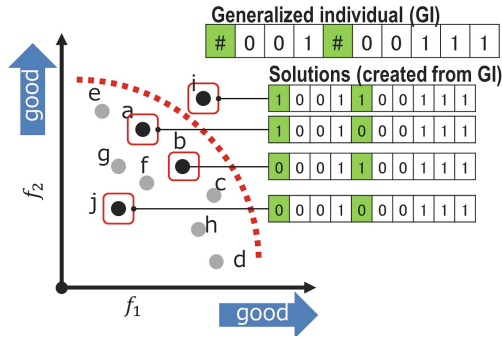 Generalized individual (GI)
# 0 0 1 # 0 0 1 1 1
Solutions (created from GI)
1 0 0 1 1 0 0 1 1 1
1 0 0 1 0 0 0 1 1 1
0 0 0 1 1 0 0 1 1 1
0 0 0 1 0 0 0 1 1 1
good
f2
e
a
i
b
g
f
c
j
h
d
f1
good